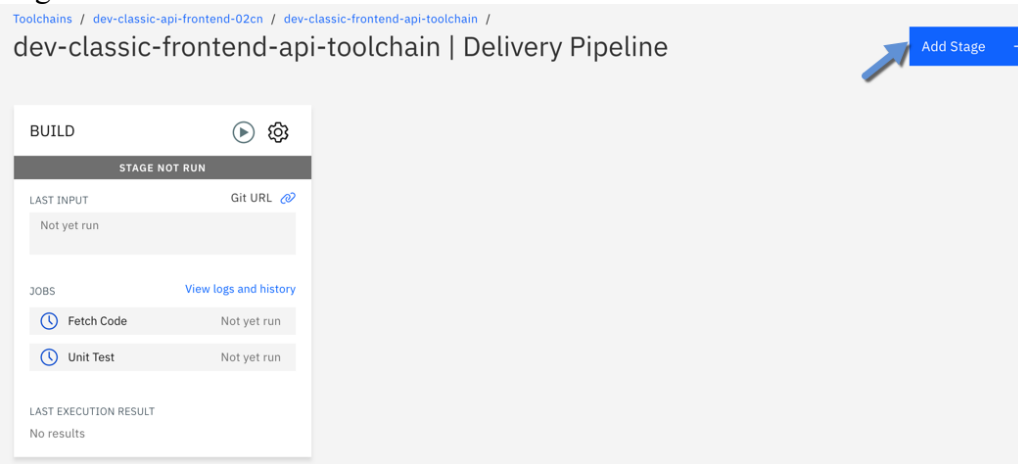 Toolchains / dev-classic-api-frontend-02cn / dev-classic-frontend-api-toolchain /
dev-classic-frontend-api-toolchain | Delivery Pipeline
Add Stage
BUILD
STAGE NOT RUN
LAST INPUT Git URL
Not yet run
JOBS View logs and history
Fetch Code Not yet run
Unit Test Not yet run
LAST EXECUTION RESULT
No results